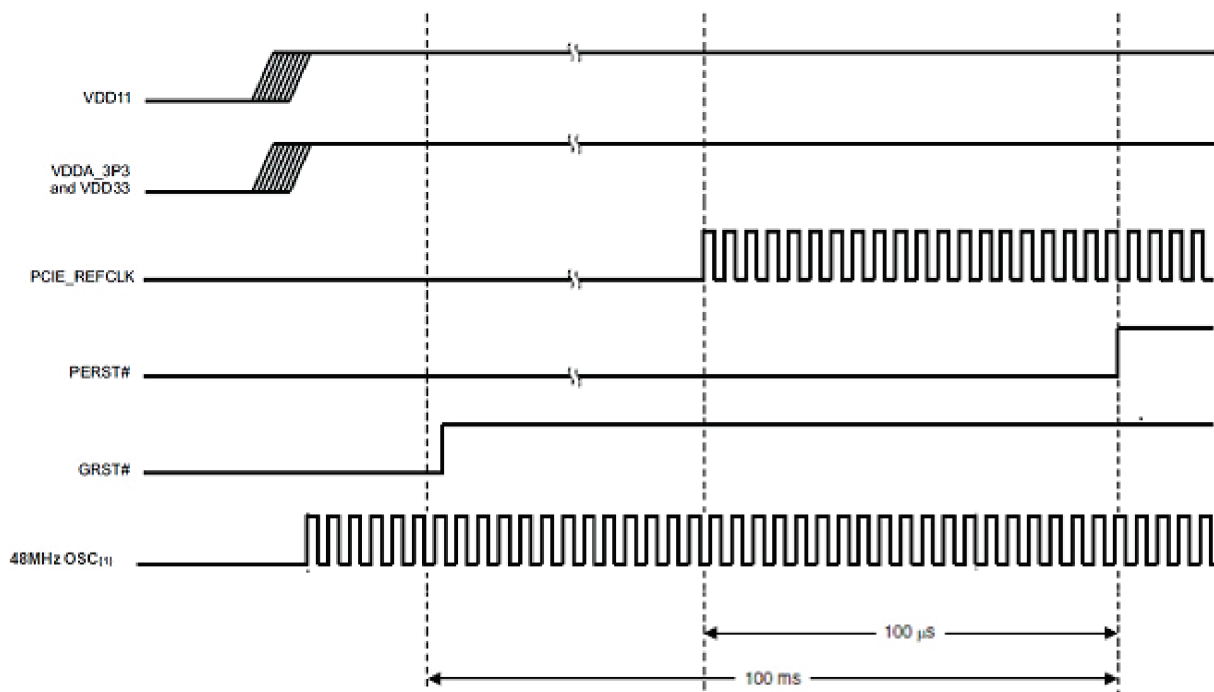 VDD11
VDDA_3P3
and VDD33
PCIE_REFCLK
PERST#
GRST#
48MHz OSC[1]
100 μs
100 ms